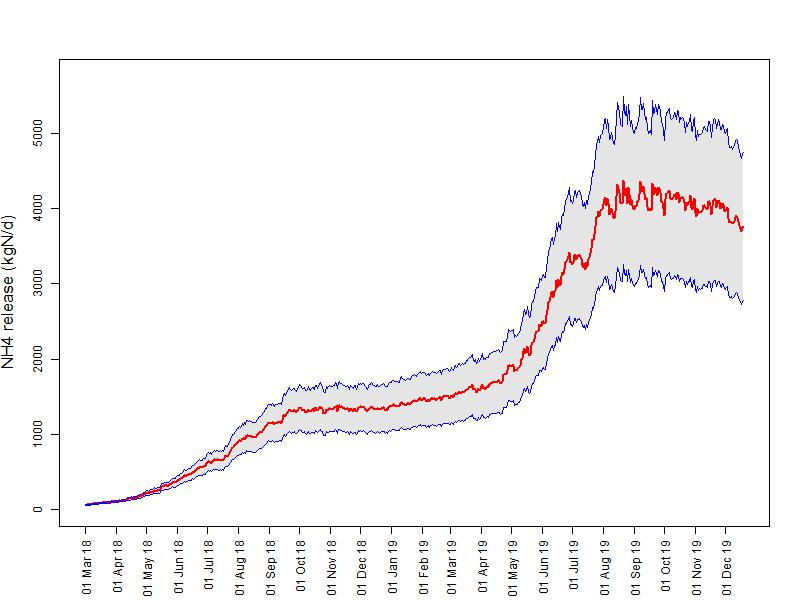 NH4 release (kgN/d)
5000
4000
3000
2000
1000
0
01 Mar 18
01 Apr 18
01 May 18
01 Jun 18
01 Jul 18
01 Aug 18
01 Sep 18
01 Oct 18
01 Nov 18
01 Dec 18
01 Jan 19
01 Feb 19
01 Mar 19
01 Apr 19
01 May 19
01 Jun 19
01 Jul 19
01 Aug 19
01 Sep 19
01 Oct 19
01 Nov 19
01 Dec 19